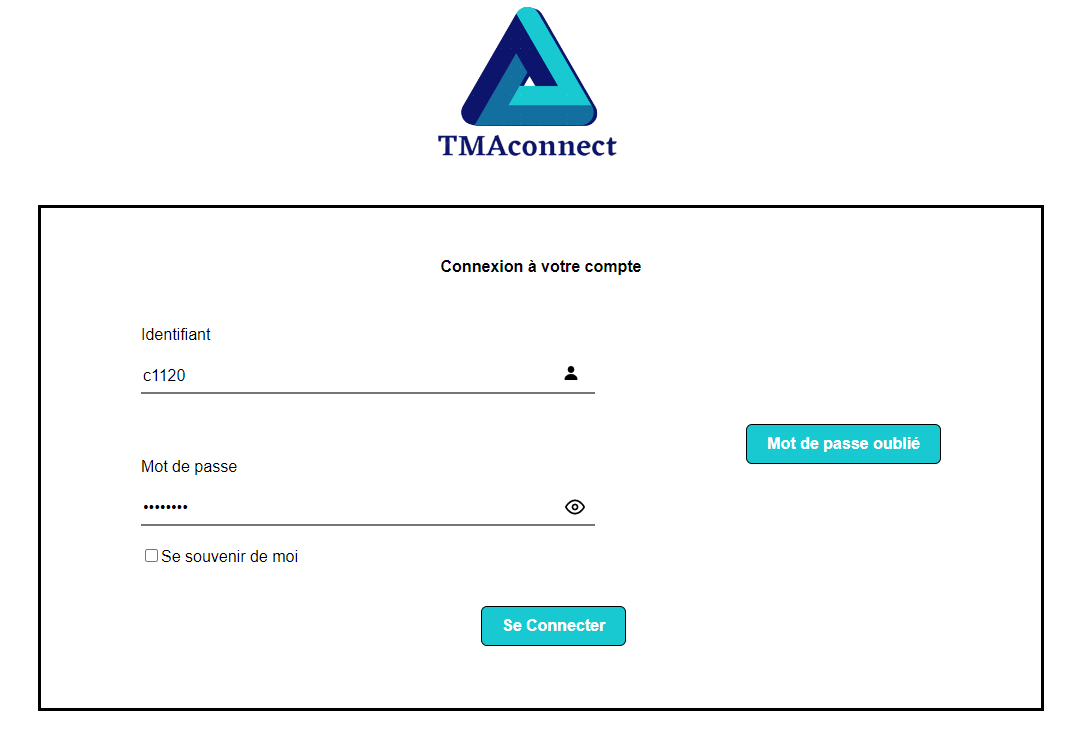 TMAconnect
Connexion à votre compte
Identifiant
c1120
Mot de passe oublié
Mot de passe
••••••••
Se souvenir de moi
Se Connecter